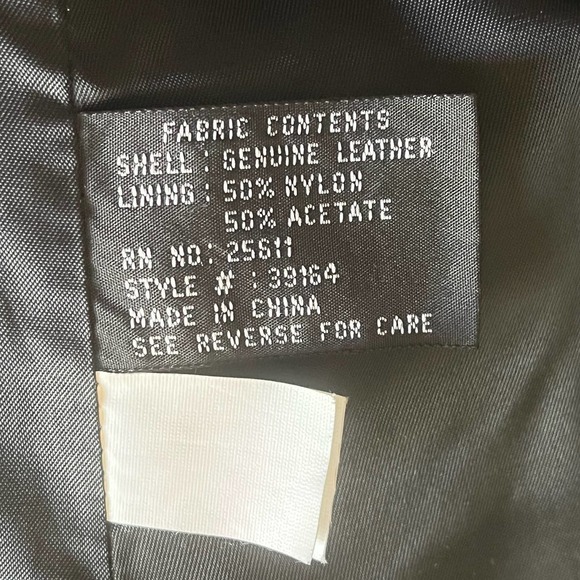 FABRIC CONTENTS
SHELL : GENUINE LEATHER
LINING : 50% NYLON
50% ACETATE
RN NO. : 25611
STYLE # : 39164
MADE IN CHINA
SEE REVERSE FOR CARE